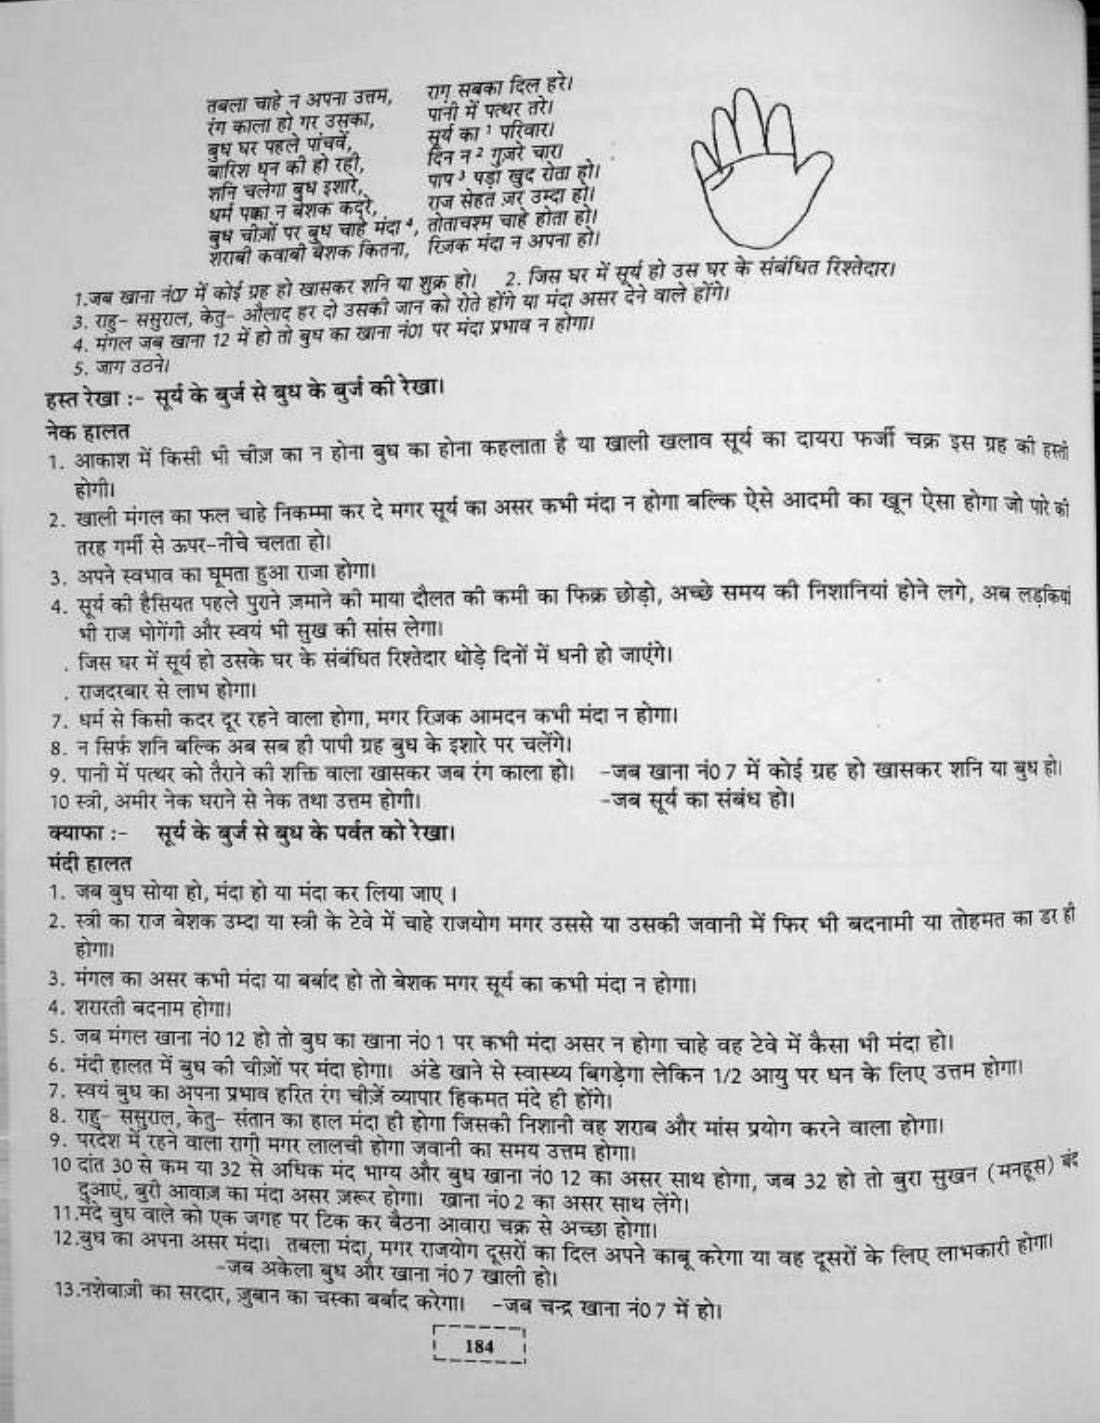 तबला चाहे न अपना उत्तम, राग सबका दिल हरे।
रंग काला हो गर उसका, पानी में पत्थर तरे।
बुध घर पहले पांचवें, सूर्य का ¹ परिवार।
बारिश धन की हो रही, दिन न ² गुज़रे चार।
शनि चलेगा बुध इशारे, पाप ³ पड़ा खुद रोता हो।
धर्म पक्का न बेशक कदरे, राज सेहत ज़र उम्दा हो।
बुध चीज़ों पर बुध चाहे मंदा ⁴, तोताचश्म चाहे होता हो।
शराबी कवाबी बेशक कितना, रिजक मंदा न अपना हो।
1.जब खाना नं07 में कोई ग्रह हो खासकर शनि या शुक्र हो। 2. जिस घर में सूर्य हो उस घर के संबंधित रिश्तेदार।
3. राहु- ससुराल, केतु- औलाद हर दो उसकी जान को रोते होंगे या मंदा असर देने वाले होंगे।
4. मंगल जब खाना 12 में हो तो बुध का खाना नं01 पर मंदा प्रभाव न होगा।
5. जाग उठने।
हस्त रेखा :- सूर्य के बुर्ज से बुध के बुर्ज की रेखा।
नेक हालत
1. आकाश में किसी भी चीज़ का न होना बुध का होना कहलाता है या खाली खलाव सूर्य का दायरा फर्जी चक्र इस ग्रह की हस्ती
होगी।
2. खाली मंगल का फल चाहे निकम्मा कर दे मगर सूर्य का असर कभी मंदा न होगा बल्कि ऐसे आदमी का खून ऐसा होगा जो पारे की
तरह गर्मी से ऊपर-नीचे चलता हो।
3. अपने स्वभाव का घूमता हुआ राजा होगा।
4. सूर्य की हैसियत पहले पुराने ज़माने की माया दौलत की कमी का फिक्र छोड़ो, अच्छे समय की निशानियां होने लगे, अब लड़कियां
भी राज भोगेंगी और स्वयं भी सुख की सांस लेगा।
. जिस घर में सूर्य हो उसके घर के संबंधित रिश्तेदार थोड़े दिनों में धनी हो जाएंगे।
. राजदरबार से लाभ होगा।
7. धर्म से किसी कदर दूर रहने वाला होगा, मगर रिज़क आमदन कभी मंदा न होगा।
8. न सिर्फ शनि बल्कि अब सब ही पापी ग्रह बुध के इशारे पर चलेंगे।
9. पानी में पत्थर को तैराने की शक्ति वाला खासकर जब रंग काला हो। -जब खाना नं0 7 में कोई ग्रह हो खासकर शनि या बुध हो।
10 स्त्री, अमीर नेक घराने से नेक तथा उत्तम होगी। -जब सूर्य का संबंध हो।
क्याफा :- सूर्य के बुर्ज से बुध के पर्वत को रेखा।
मंदी हालत
1. जब बुध सोया हो, मंदा हो या मंदा कर लिया जाए ।
2. स्त्री का राज बेशक उम्दा या स्त्री के टेवे में चाहे राजयोग मगर उससे या उसकी जवानी में फिर भी बदनामी या तोहमत का डर ही
होगा।
3. मंगल का असर कभी मंदा या बर्बाद हो तो बेशक मगर सूर्य का कभी मंदा न होगा।
4. शरारती बदनाम होगा।
5. जब मंगल खाना नं0 12 हो तो बुध का खाना नं0 1 पर कभी मंदा असर न होगा चाहे वह टेवे में कैसा भी मंदा हो।
6. मंदी हालत में बुध की चीज़ों पर मंदा होगा। अंडे खाने से स्वास्थ्य बिगड़ेगा लेकिन 1/2 आयु पर धन के लिए उत्तम होगा।
7. स्वयं बुध का अपना प्रभाव हरित रंग चीज़ें व्यापार हिकमत मंदे ही होंगे।
8. राहु- ससुराल, केतु- संतान का हाल मंदा ही होगा जिसकी निशानी वह शराब और मांस प्रयोग करने वाला होगा।
9. परदेश में रहने वाला रागी मगर लालची होगा जवानी का समय उत्तम होगा।
10 दांत 30 से कम या 32 से अधिक मंद भाग्य और बुध खाना नं0 12 का असर साथ होगा, जब 32 हो तो बुरा सुखन (मनहूस) बंद
दुआएं, बुरी आवाज़ का मंदा असर ज़रूर होगा। खाना नं0 2 का असर साथ लेंगे।
11.मंदे बुध वाले को एक जगह पर टिक कर बैठना आवारा चक्र से अच्छा होगा।
12.बुध का अपना असर मंदा। तबला मंदा, मगर राजयोग दूसरों का दिल अपने काबू करेगा या वह दूसरों के लिए लाभकारी होगा।
-जब अकेला बुध और खाना नं0 7 खाली हो।
13.नशेबाज़ी का सरदार, ज़ुबान का चस्का बर्बाद करेगा। -जब चन्द्र खाना नं0 7 में हो।
184